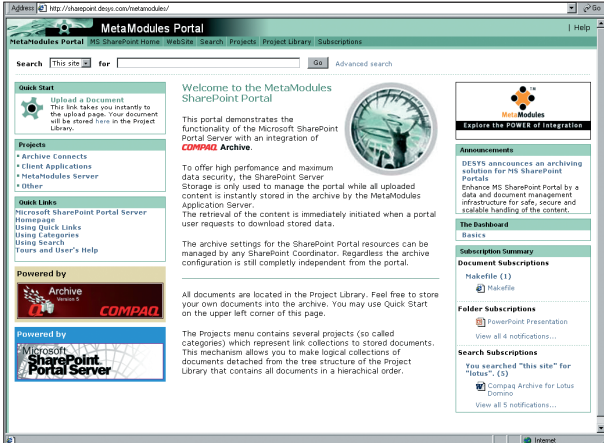 Address http://sharepoint.desys.com/metamodules/ Go
MetaModules Portal | Help
MetaModules Portal MS SharePoint Home WebSite Search Projects Project Library Subscriptions
Search This site for Go Advanced search
Quick Start
Upload a Document
This link takes you instantly to
the upload page. Your document
will be stored here in the Project
Library.
Projects
Archive Connects
Client Applications
MetaModules Server
Other
Quick Links
Microsoft SharePoint Portal Server
Homepage
Using Quick Links
Using Categories
Using Search
Tours and User's Help
Powered by
Archive
Version 5
COMPAQ
Powered by
Microsoft
SharePoint
Portal Server
Welcome to the MetaModules
SharePoint Portal
This portal demonstrates the
functionality of the Microsoft SharePoint
Portal Server with an integration of
COMPAQ Archive.
To offer high perfomance and maximum
data security, the SharePoint Server
Storage is only used to manage the portal while all uploaded
content is instantly stored in the archive by the MetaModules
Application Server.
The retrieval of the content is immediately initiated when a portal
user requests to download stored data.
The archive settings for the SharePoint Portal resources can be
managed by any SharePoint Coordinator. Regardless the archive
configuration is still completly independent from the portal.
All documents are located in the Project Library. Feel free to store
your own documents into the archive. You may use Quick Start
on the upper left corner of this page.
The Projects menu contains several projects (so called
categories) which represent link collections to stored documents.
This mechanism allows you to make logical collections of
documents detached from the tree structure of the Project
Library that contains all documents in a hierachical order.
TM
MetaModules
Explore the POWER of Integration
Announcements
DESYS anncounces an archiving
solution for MS SharePoint
Portals
Enhance MS SharePoint Portal by a
data and document management
infrastructure for safe, secure and
scalable handling of the content.
The Dashboard
Basics
Subscription Summary
Document Subscriptions
Makefile (1)
Makefile
Folder Subscriptions
PowerPoint Presentation
View all 4 notifications...
Search Subscriptions
You searched "this site" for
"lotus". (5)
Compaq Archive for Lotus
Domino
View all 5 notifications...
Internet